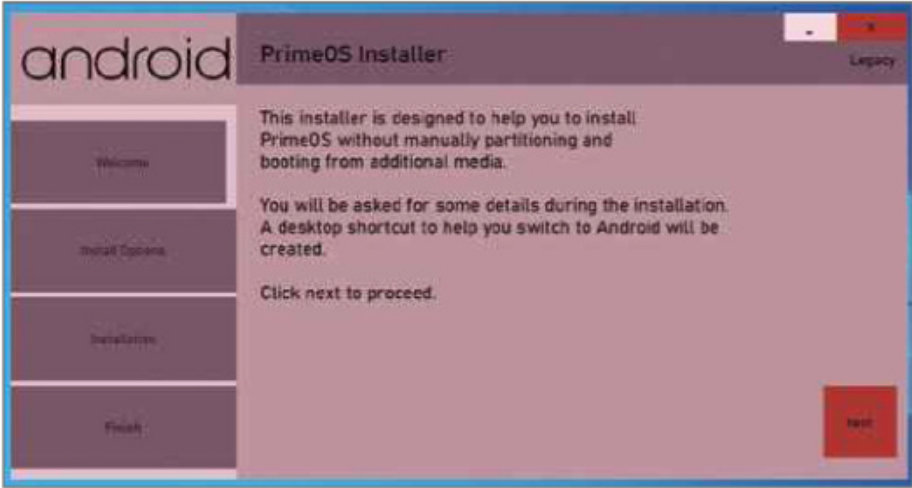 android
PrimeOS Installer
-
x
Legacy
Welcome
Install Options
Installation
Finish
This installer is designed to help you to install
PrimeOS without manually partitioning and
booting from additional media.
You will be asked for some details during the installation.
A desktop shortcut to help you switch to Android will be
created.
Click next to proceed.
next